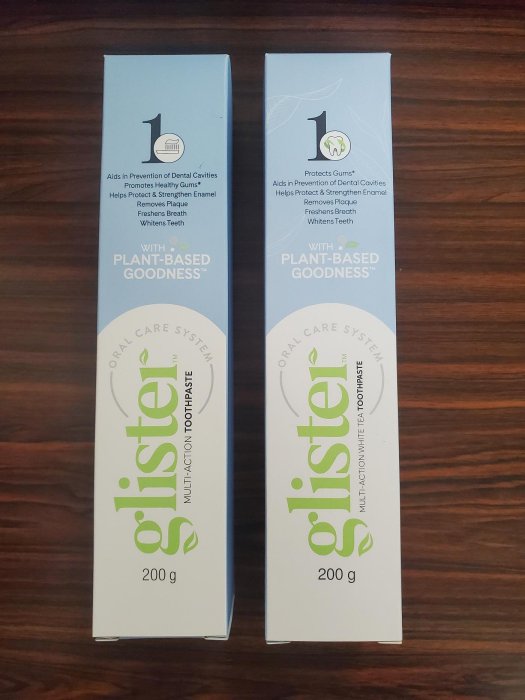 1
Aids in Prevention of Dental Cavities
Promotes Healthy Gums*
Helps Protect & Strengthen Enamel
Removes Plaque
Freshens Breath
Whitens Teeth
WITH
PLANT-BASED
GOODNESS™
ORAL CARE SYSTEM
glister™
MULTI-ACTION TOOTHPASTE
200 g
1
Protects Gums*
Aids in Prevention of Dental Cavities
Helps Protect & Strengthen Enamel
Removes Plaque
Freshens Breath
Whitens Teeth
WITH
PLANT-BASED
GOODNESS™
ORAL CARE SYSTEM
glister™
MULTI-ACTION WHITE TEA TOOTHPASTE
200 g